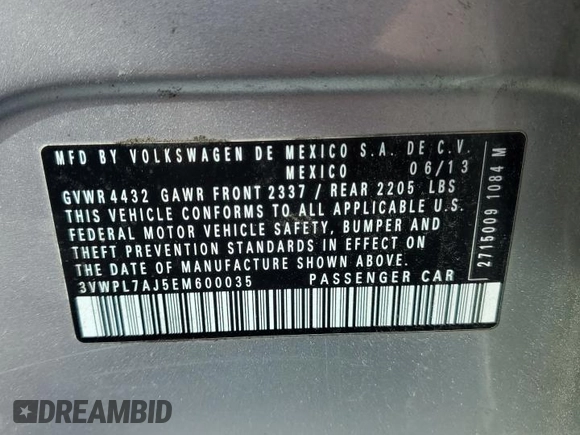 MFD BY VOLKSWAGEN DE MEXICO S.A. DE C.V.
MEXICO 06/13
GVWR 4432 GAWR FRONT 2337 / REAR 2205 LBS
THIS VEHICLE CONFORMS TO ALL APPLICABLE U.S.
FEDERAL MOTOR VEHICLE SAFETY, BUMPER AND
THEFT PREVENTION STANDARDS IN EFFECT ON
THE DATE OF MANUFACTURE SHOWN ABOVE.
3VWPL7AJ5EM600035 PASSENGER CAR
2715009 1084 M
DREAMBID